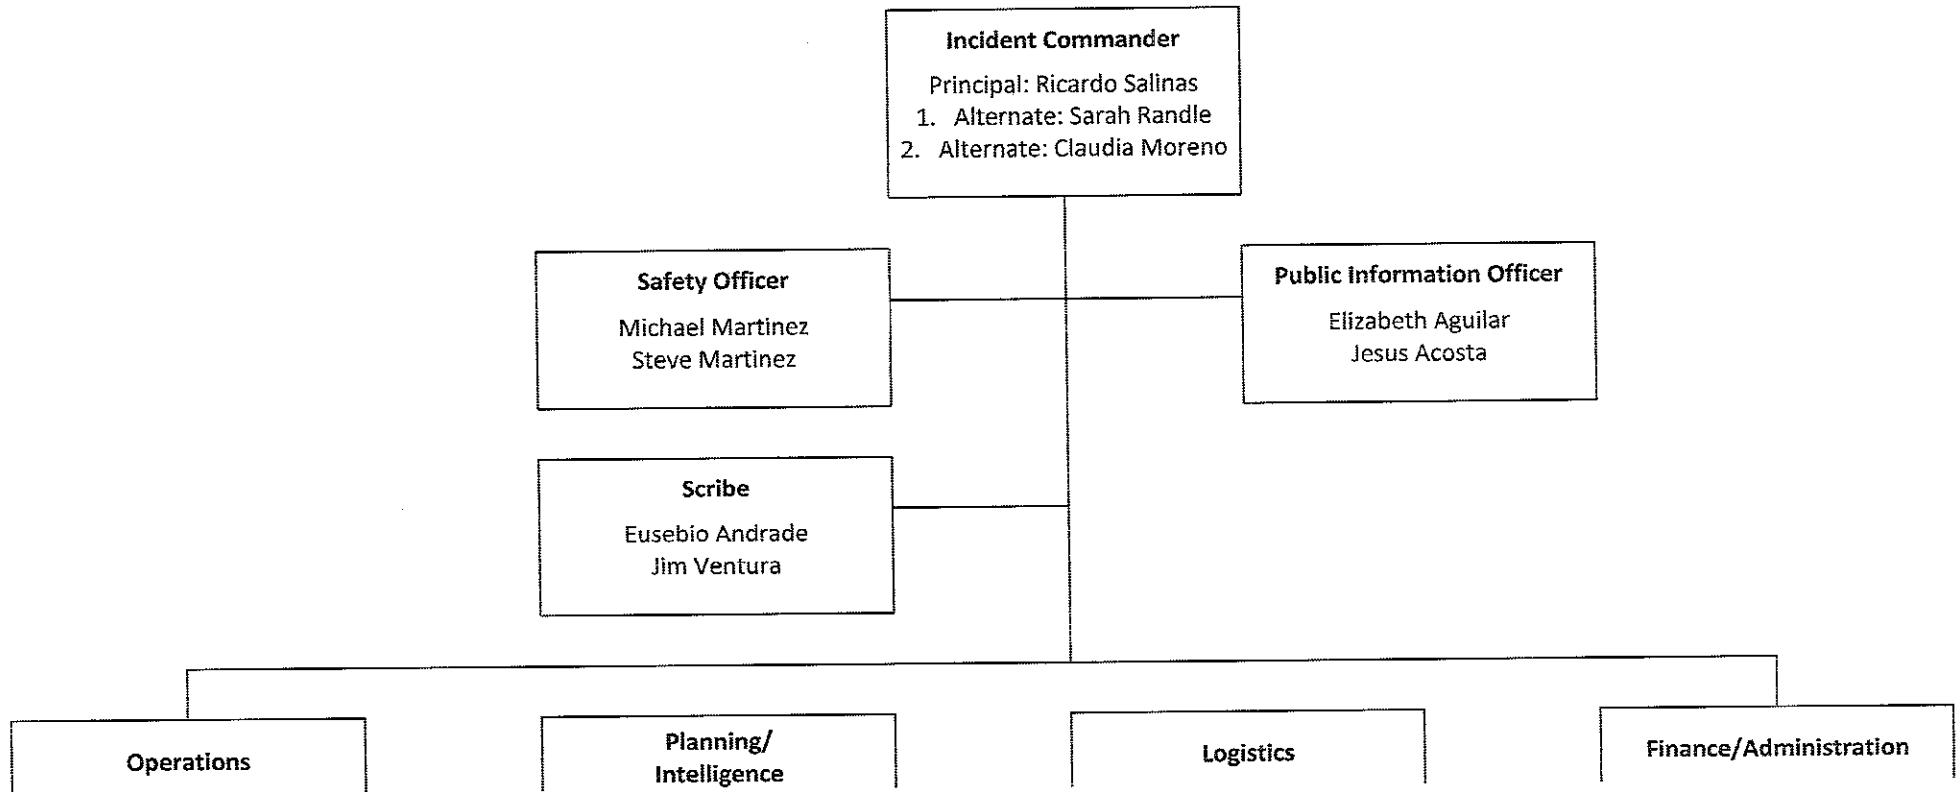 Incident Commander
Principal: Ricardo Salinas
1. Alternate: Sarah Randle
2. Alternate: Claudia Moreno
Safety Officer
Michael Martinez
Steve Martinez
Public Information Officer
Elizabeth Aguilar
Jesus Acosta
Scribe
Eusebio Andrade
Jim Ventura
Operations
Planning/
Intelligence
Logistics
Finance/Administration